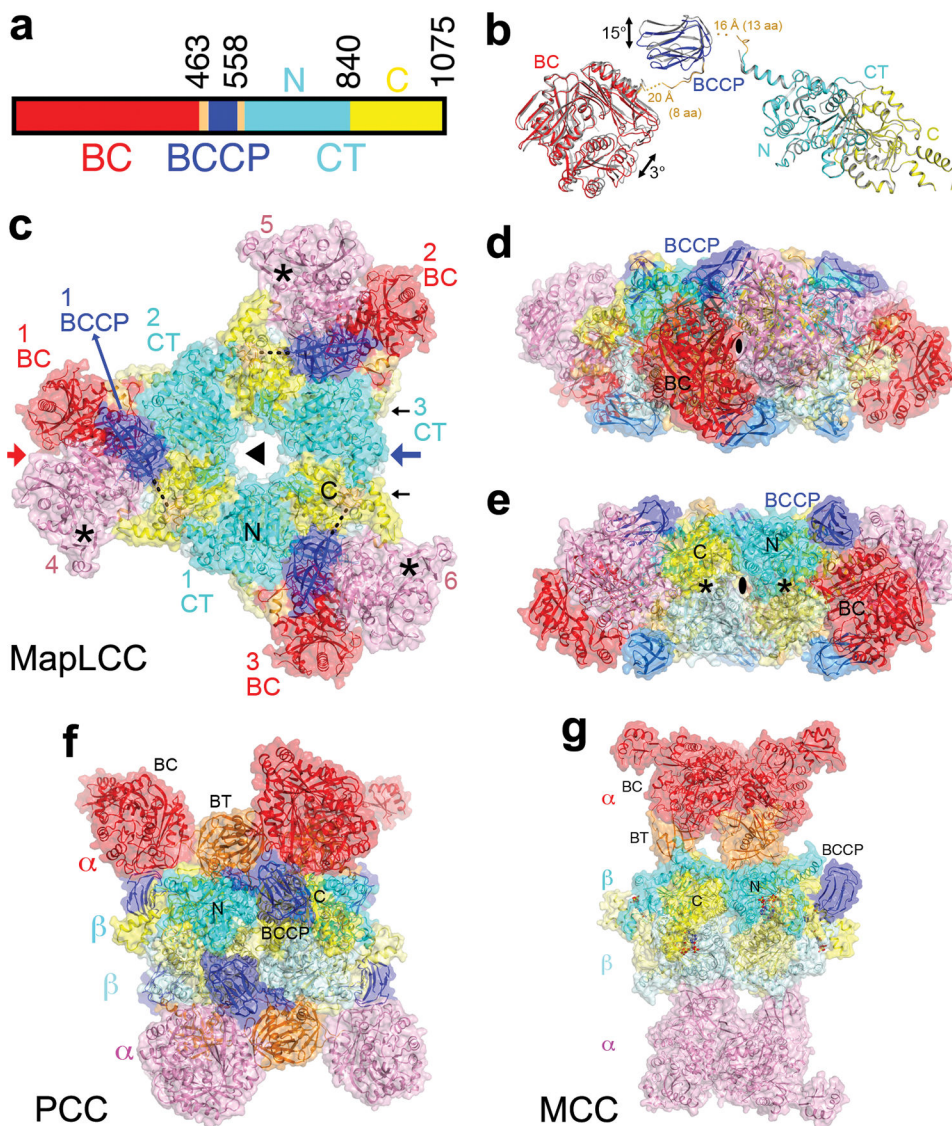 a
463
558
N
840
C
1075
BC
BCCP
CT
b
15°
16 Å (13 aa)
BC
BCCP
CT
20 Å
(8 aa)
N
C
3°
c
5
*
2
BC
1
BCCP
2
CT
1
BC
3
CT
C
N
*
4
*
6
1
CT
3
BC
MapLCC
d
BCCP
BC
e
BCCP
C
N
*
*
BC
f
BC
BT
α
N
C
β
BCCP
β
α
PCC
g
BC
α
BT
BCCP
β
N
C
β
α
MCC